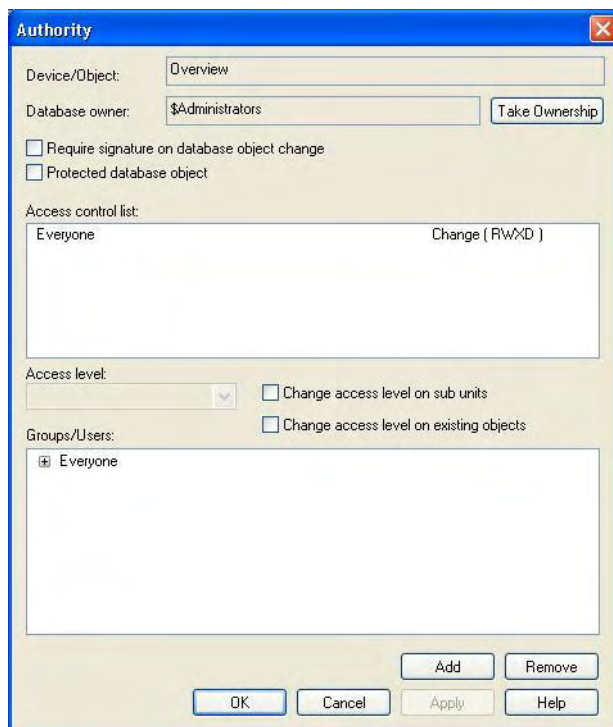 Authority
Device/Object: Overview
Database owner: $Administrators Take Ownership
Require signature on database object change
Protected database object
Access control list:
Everyone Change ( RWXD )
Access level:
Change access level on sub units
Change access level on existing objects
Groups/Users:
Everyone
Add Remove
OK Cancel Apply Help